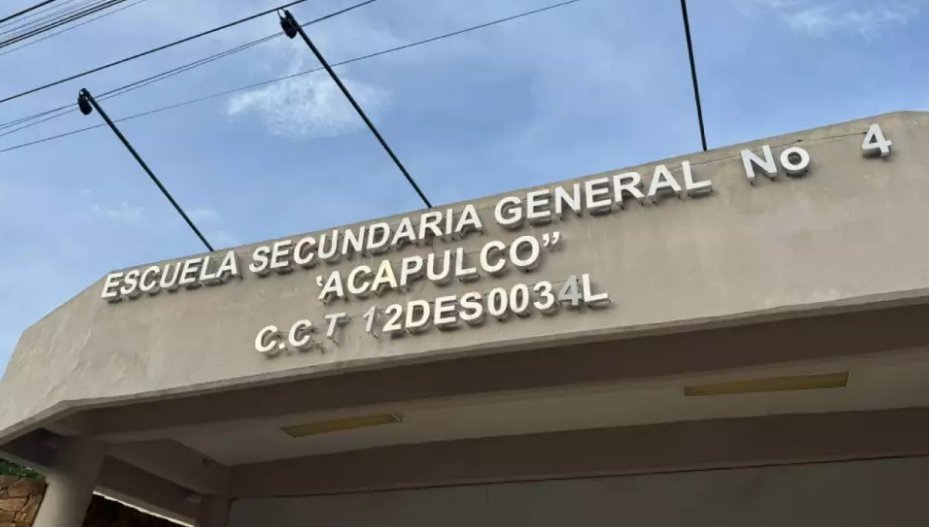 ESCUELA SECUNDARIA GENERAL No 4
‘ACAPULCO”
C.C.T 12DES0034L